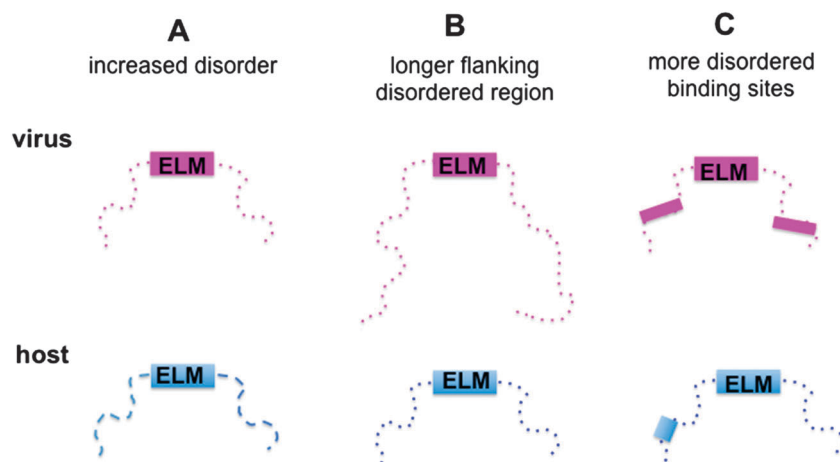 A
increased disorder
B
longer flanking
disordered region
C
more disordered
binding sites
virus
ELM
ELM
ELM
host
ELM
ELM
ELM